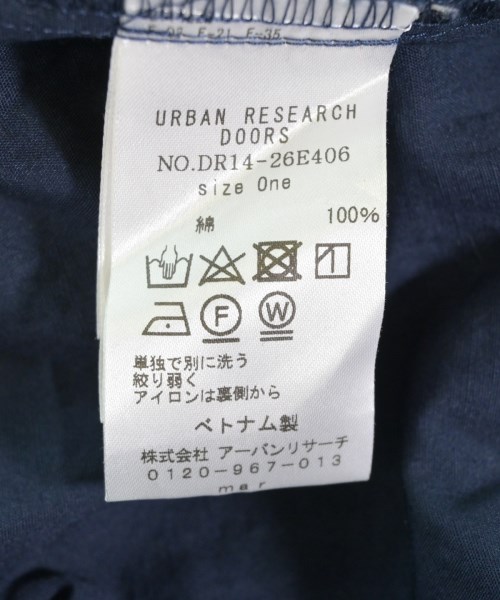 URBAN RESEARCH
DOORS
NO.DR14-26E406
size One
綿 100%
F W
単独で別に洗う
絞り弱く
アイロンは裏側から
ベトナム製
株式会社 アーバンリサーチ
0120-967-013